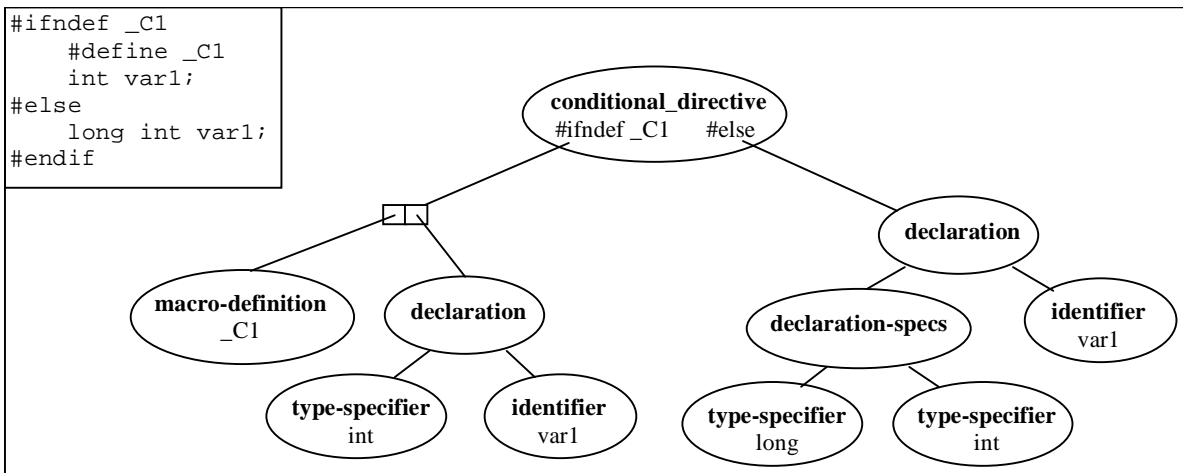 #ifndef _C1
#define _C1
int var1;
#else
long int var1;
#endif
conditional_directive
#ifndef _C1 #else
declaration
macro-definition
_C1
declaration
declaration-specs
identifier
var1
type-specifier
int
identifier
var1
type-specifier
long
type-specifier
int